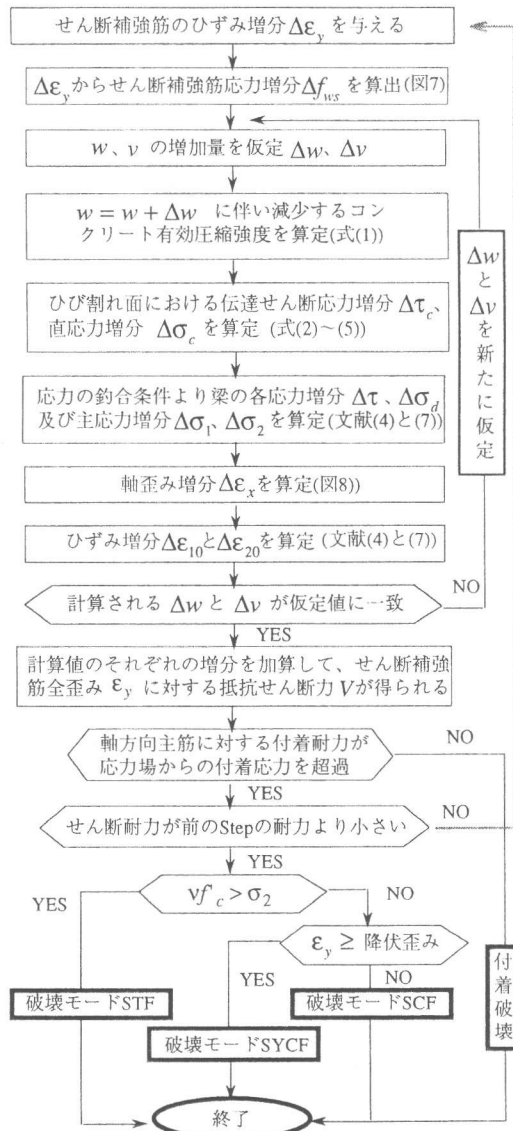 せん断補強筋のひずみ増分Δε_yを与える
Δε_yからせん断補強筋応力増分Δf_wsを算出(図7)
w、v の増加量を仮定 Δw、Δv
w = w + Δw に伴い減少するコン
クリート有効圧縮強度を算定(式(1))
ひび割れ面における伝達せん断応力増分 Δτ_c、
直応力増分 Δσ_c を算定 (式(2)～(5))
応力の釣合条件より梁の各応力増分 Δτ、Δσ_d
及び主応力増分Δσ_1、Δσ_2を算定(文献(4)と(7))
軸歪み増分Δε_xを算定(図8))
ひずみ増分Δε_10とΔε_20を算定 (文献(4)と(7))
計算される Δw と Δv が仮定値に一致
NO
Δwと Δvを新たに仮定
YES
計算値のそれぞれの増分を加算して、せん断補強
筋全歪み ε_y に対する抵抗せん断力 Vが得られる
軸方向主筋に対する付着耐力が
応力場からの付着応力を超過
NO
YES
せん断耐力が前のStepの耐力より小さい
NO
YES
νf'_c > σ_2
YES
NO
ε_y ≥ 降伏歪み
YES
NO
破壊モードSTF
破壊モードSCF
破壊モードSYCF
付着破壊
終了